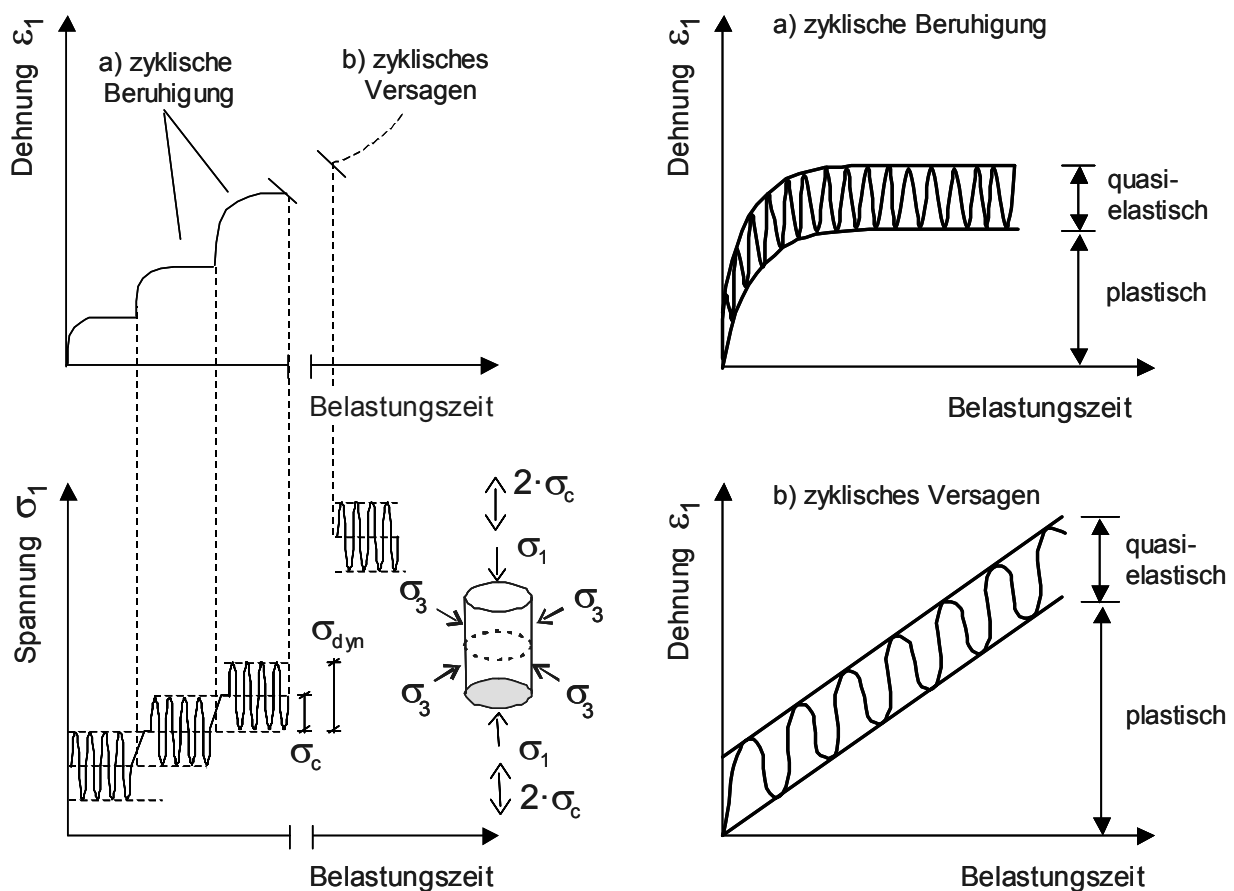 Dehnung ε1
a) zyklische
Beruhigung
b) zyklisches
Versagen
Belastungszeit
Dehnung ε1
a) zyklische Beruhigung
quasi-
elastisch
plastisch
Belastungszeit
Spannung σ1
σdyn
σc
2·σc
σ1
σ3
σ3
σ3
σ3
σ1
2·σc
Belastungszeit
Dehnung ε1
b) zyklisches Versagen
quasi-
elastisch
plastisch
Belastungszeit